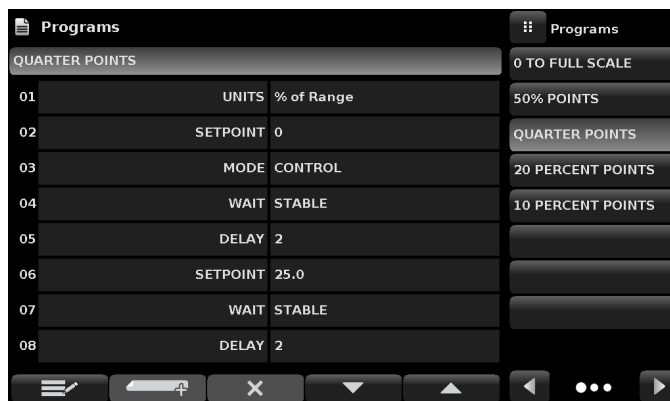 Programs
QUARTER POINTS
01 UNITS % of Range
02 SETPOINT 0
03 MODE CONTROL
04 WAIT STABLE
05 DELAY 2
06 SETPOINT 25.0
07 WAIT STABLE
08 DELAY 2
Programs
0 TO FULL SCALE
50% POINTS
QUARTER POINTS
20 PERCENT POINTS
10 PERCENT POINTS